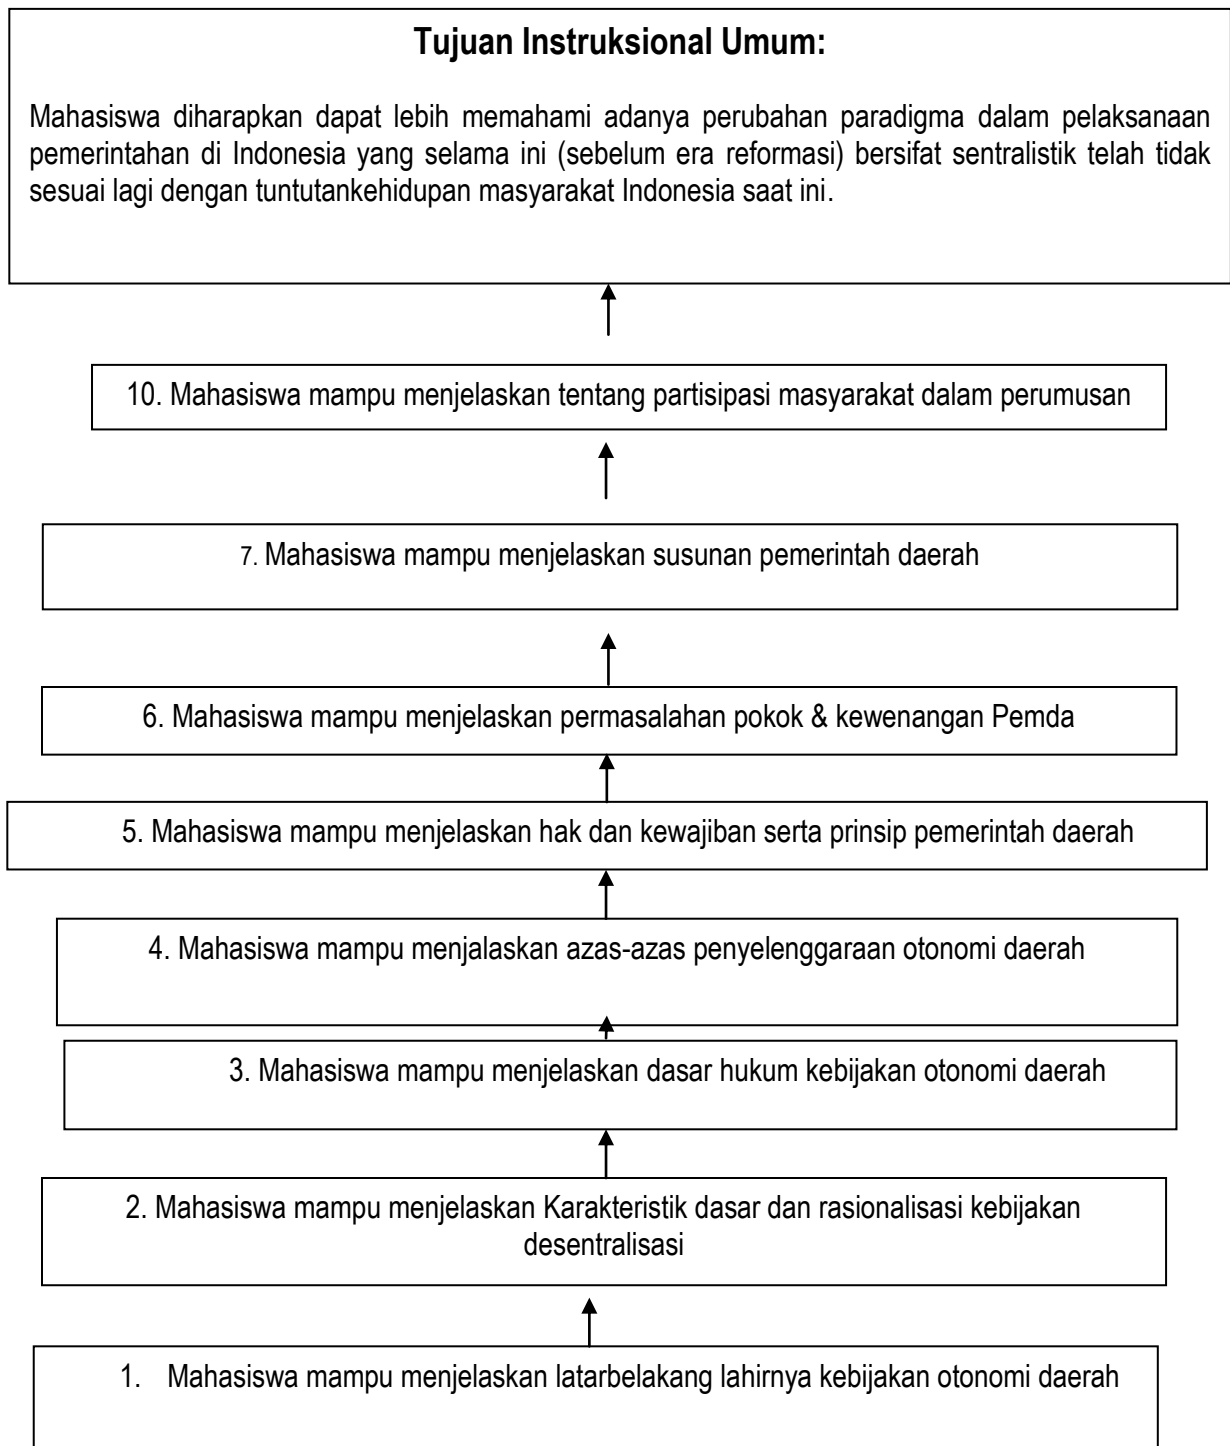 Tujuan Instruksional Umum:
Mahasiswa diharapkan dapat lebih memahami adanya perubahan paradigma dalam pelaksanaan
pemerintahan di Indonesia yang selama ini (sebelum era reformasi) bersifat sentralistik telah tidak
sesuai lagi dengan tuntutankehidupan masyarakat Indonesia saat ini.
10. Mahasiswa mampu menjelaskan tentang partisipasi masyarakat dalam perumusan
7. Mahasiswa mampu menjelaskan susunan pemerintah daerah
6. Mahasiswa mampu menjelaskan permasalahan pokok & kewenangan Pemda
5. Mahasiswa mampu menjelaskan hak dan kewajiban serta prinsip pemerintah daerah
4. Mahasiswa mampu menjalaskan azas-azas penyelenggaraan otonomi daerah
3. Mahasiswa mampu menjelaskan dasar hukum kebijakan otonomi daerah
2. Mahasiswa mampu menjelaskan Karakteristik dasar dan rasionalisasi kebijakan
desentralisasi
1. Mahasiswa mampu menjelaskan latarbelakang lahirnya kebijakan otonomi daerah